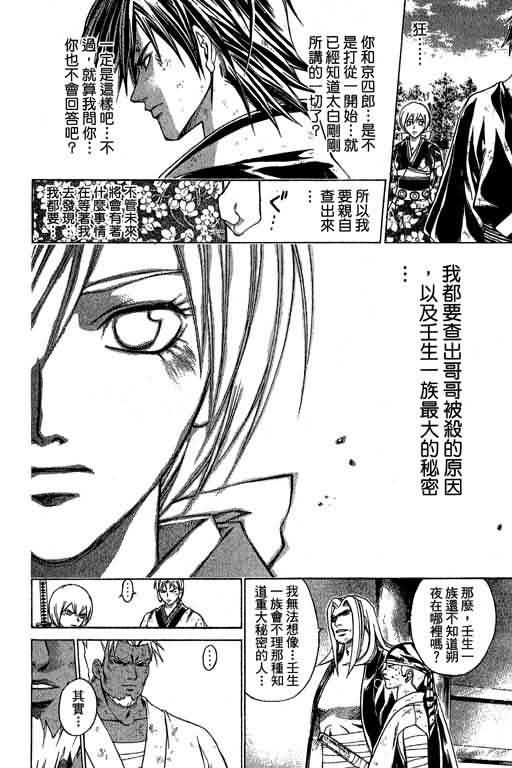 狂…
你和京四郎…是不
是打從一開始…就
已經知道太白剛剛
所講的一切了？
一定是這樣吧…不
過，就算我問你…
你也不會回答吧？
所以我
要親自
查出來
不管未來
將會有著
什麼事情
在等著我
去發現…
我都要…
我都要查出哥哥被殺的原因
，以及壬生一族最大的秘密
…
那麼，壬生一
族還不知道朔
夜在哪裡嗎？
我無法想像…壬生
一族會不理那種知
道重大秘密的人…
…
…
其實…